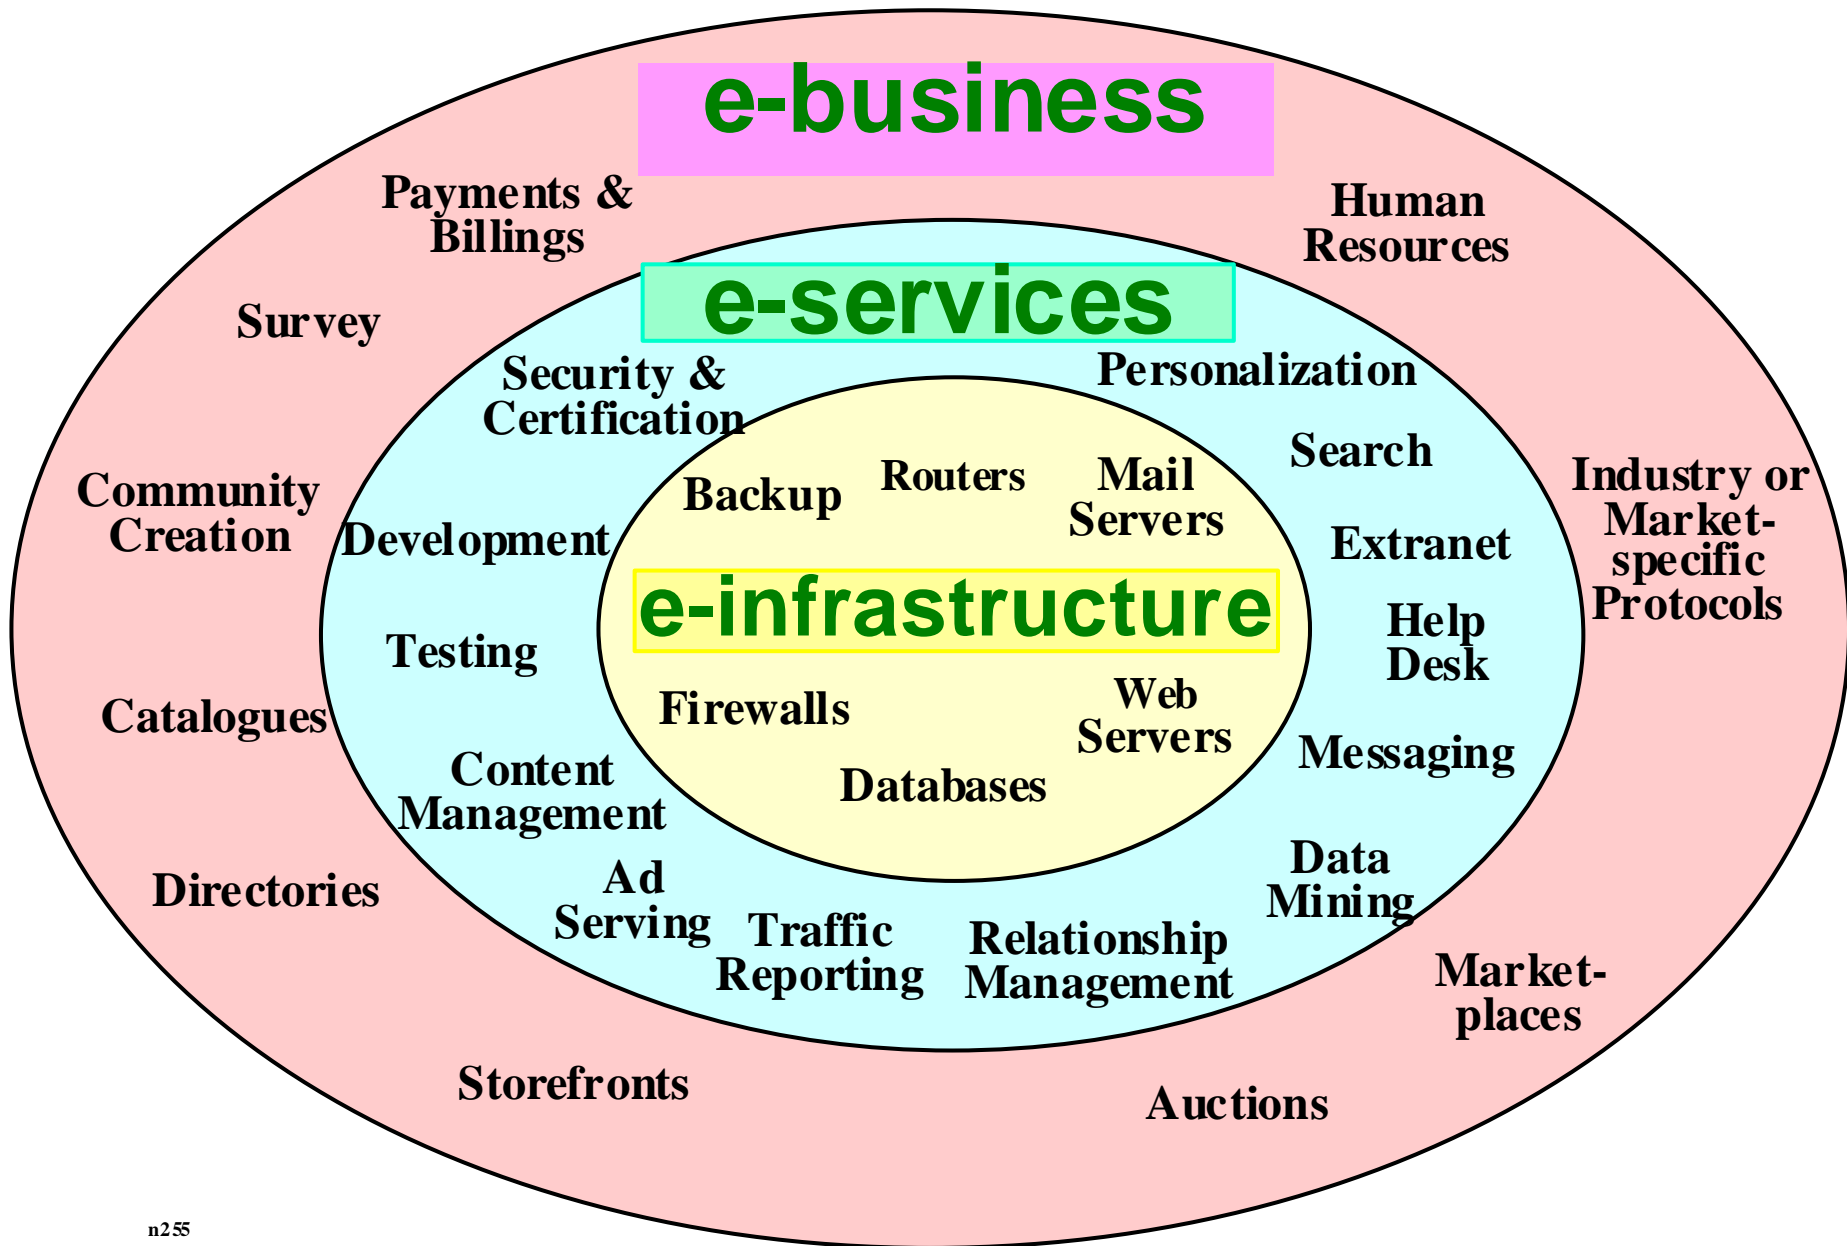 e-business
Payments &
Billings
Human
Resources
e-services
Survey
Security &
Certification
Personalization
Search
Community
Creation
Backup
Routers
Mail
Servers
Industry or
Market-
specific
Protocols
Development
Extranet
e-infrastructure
Testing
Help
Desk
Catalogues
Firewalls
Web
Servers
Messaging
Content
Management
Databases
Directories
Ad
Serving
Traffic
Reporting
Relationship
Management
Data
Mining
Market-
places
Storefronts
Auctions
n255